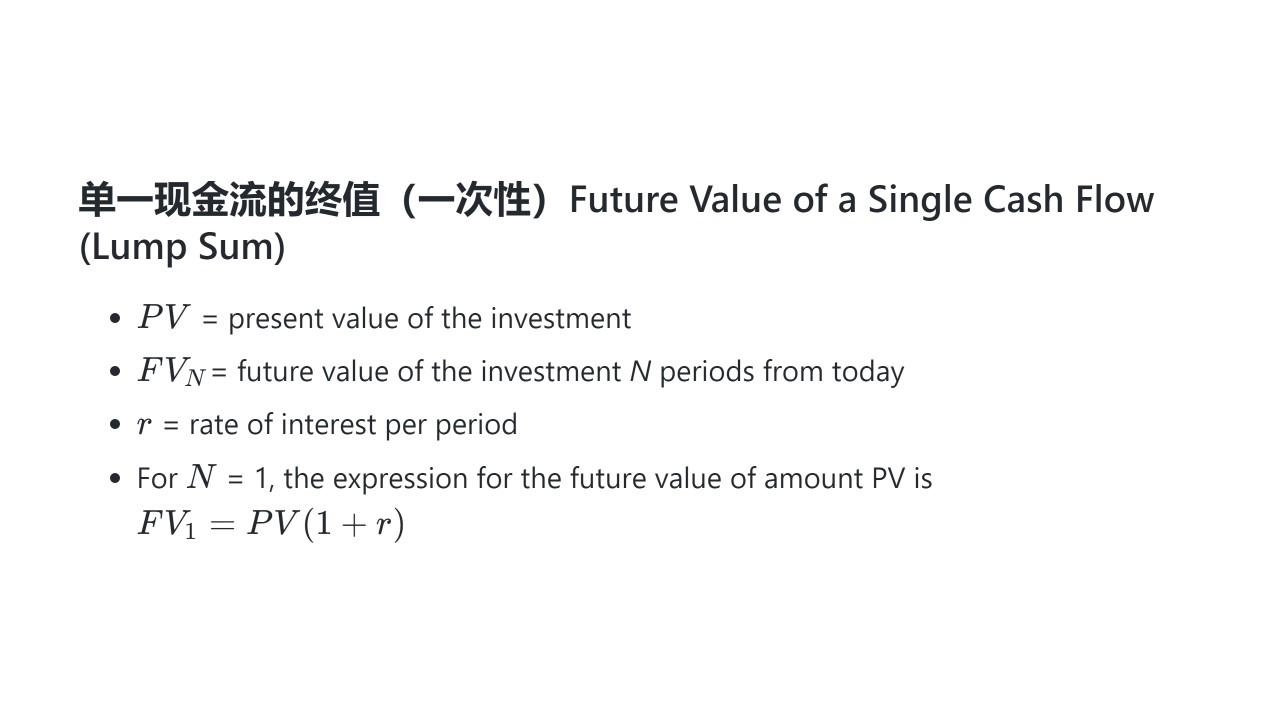 单一现金流的终值（一次性）Future Value of a Single Cash Flow
(Lump Sum)
• PV = present value of the investment
• FV_N = future value of the investment N periods from today
• r = rate of interest per period
• For N = 1, the expression for the future value of amount PV is
FV_1 = PV(1 + r)